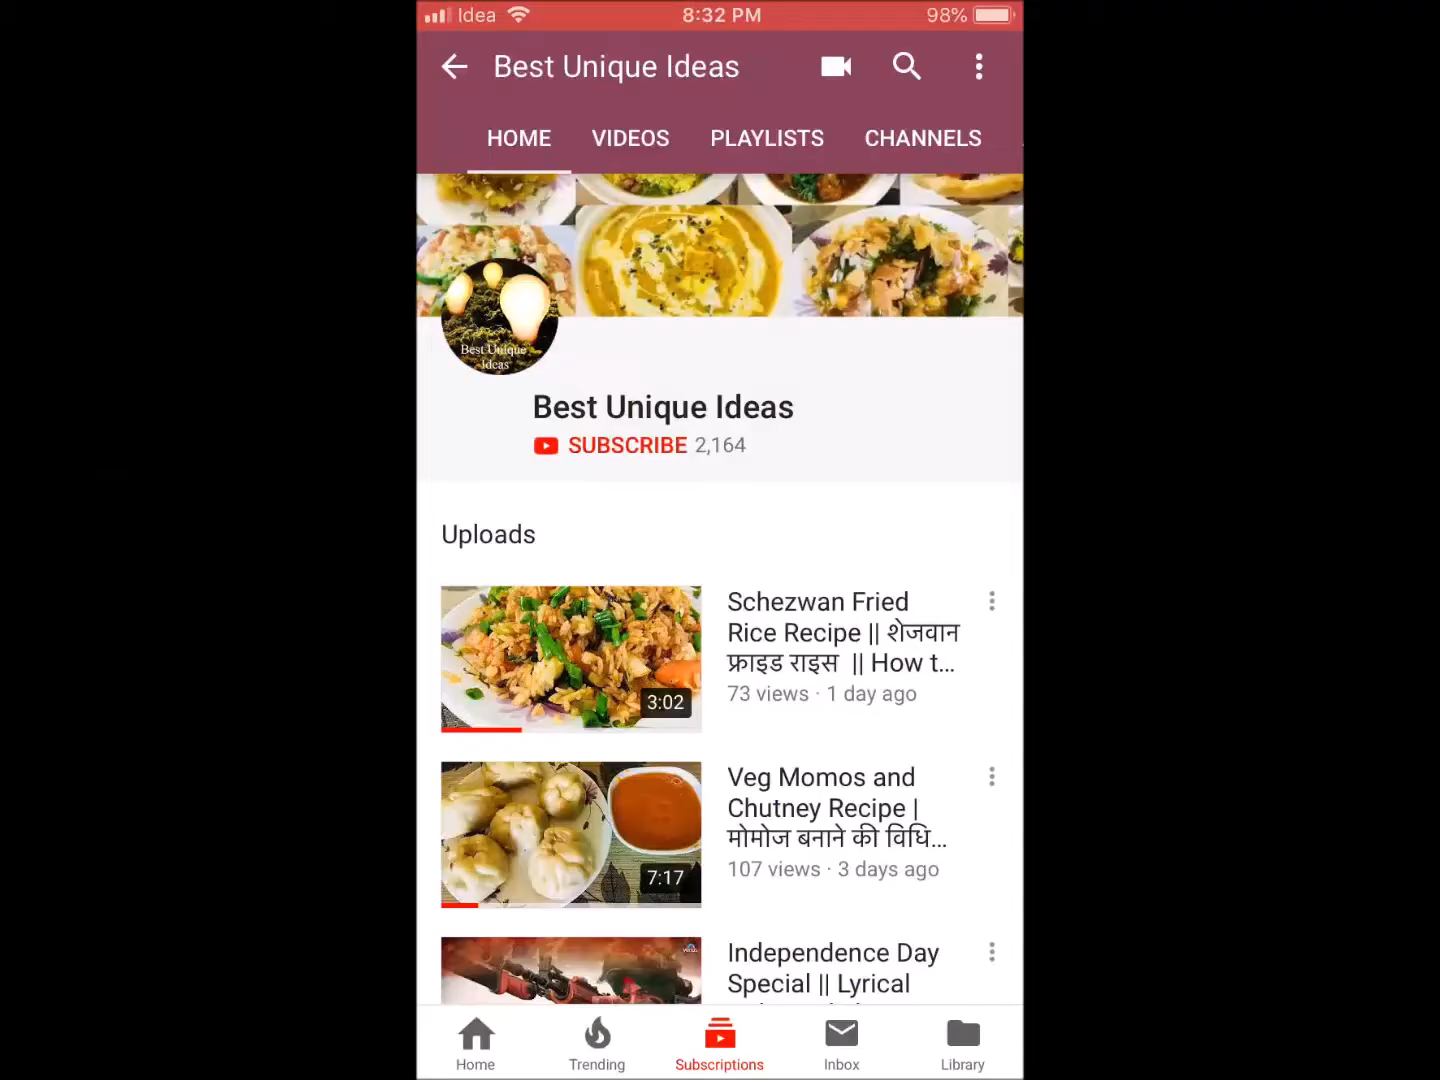 Idea 8:32 PM 98%
Best Unique Ideas
HOME VIDEOS PLAYLISTS CHANNELS
Best Unique
Ideas
Best Unique Ideas
SUBSCRIBE 2,164
Uploads
Schezwan Fried
Rice Recipe || शेजवान
फ्राइड राइस || How t...
73 views · 1 day ago
3:02
Veg Momos and
Chutney Recipe |
मोमोज बनाने की विधि...
107 views · 3 days ago
7:17
Independence Day
Special || Lyrical
Home Trending Subscriptions Inbox Library